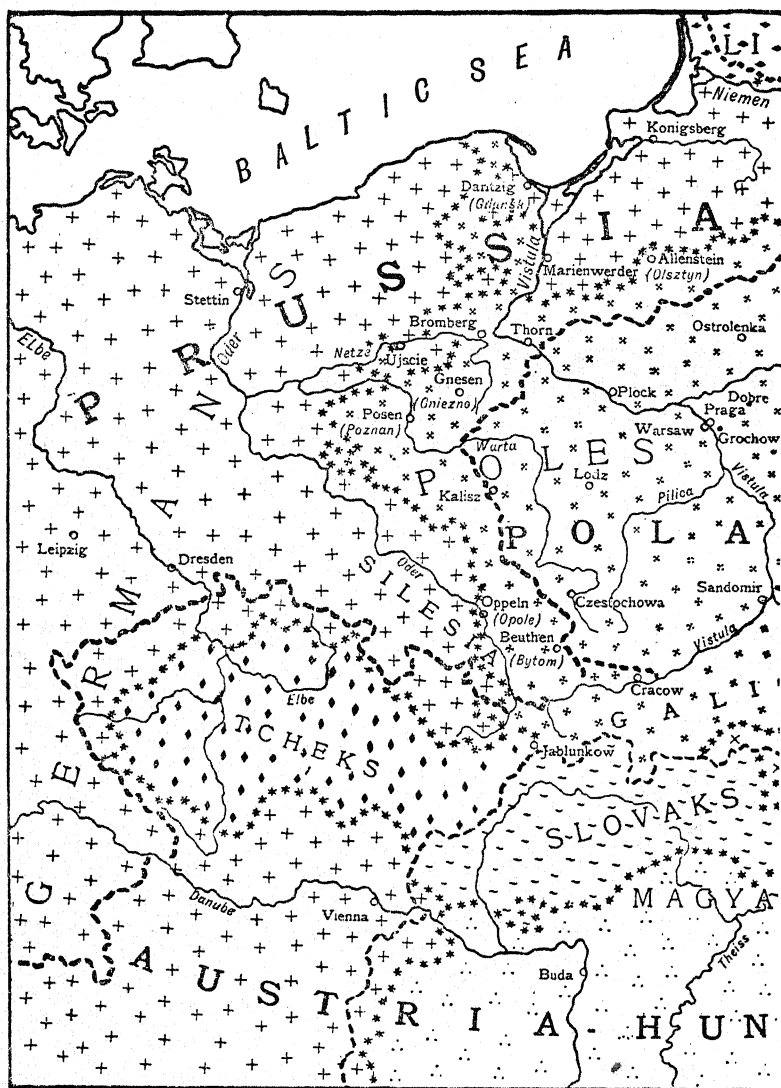 BALTIC SEA
LI
Niemen
Konigsberg
Dantzig
(Gdańsk)
PRUSSIA
Vistula
Marienwerder
Allenstein
(Olsztyn)
Stettin
Oder
Elbe
Bromberg
Thorn
Ostrolenka
Netze
Ujscie
Gnesen
(Gniezno)
Plock
Dobre
Praga
Warsaw
Grochow
Posen
(Poznan)
Warta
POLES
Lodz
Kalisz
Pilica
Vistula
POLA
Leipzig
Dresden
Oder
SILES
Oppeln
(Opole)
Czestochowa
Sandomir
Beuthen
(Bytom)
Vistula
Cracow
GALI
Elbe
TCHEKS
Jablunkow
GERMANS
SLOVAKS
MAGYA
Danube
Vienna
Theiss
Buda
AUSTRIA-HUN